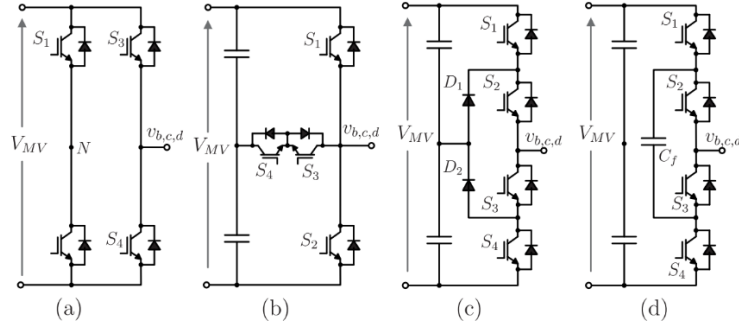 S1
S3
VMV
N
vb,c,d
S4
(a)
S1
VMV
vb,c,d
S4
S3
S2
(b)
S1
D1
S2
VMV
vb,c,d
D2
S3
S4
(c)
S1
S2
VMV
Cf
vb,c,d
S3
S4
(d)